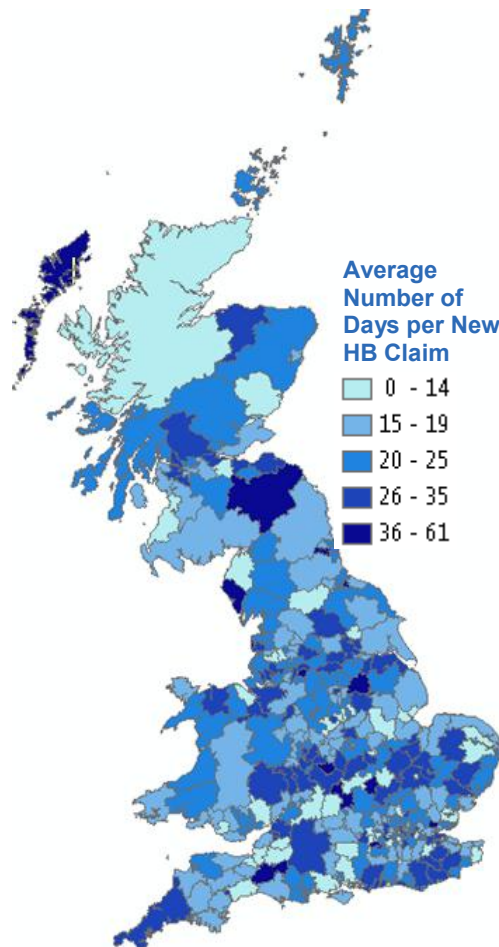 Average
Number of
Days per New
HB Claim
0 - 14
15 - 19
20 - 25
26 - 35
36 - 61